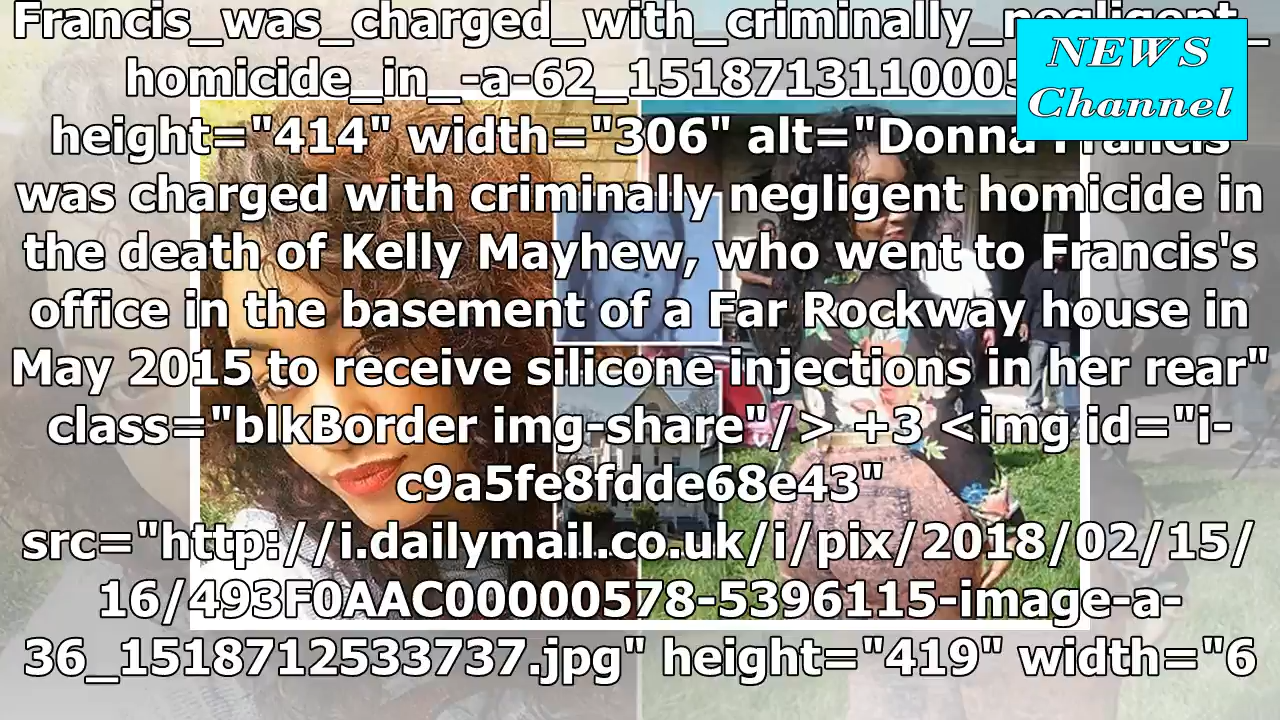 Francis_was_charged_with_criminally_negligent_
homicide_in_-a-62_1518713110005
NEWS
Channel
height="414" width="306" alt="Donna Francis
was charged with criminally negligent homicide in
the death of Kelly Mayhew, who went to Francis's
office in the basement of a Far Rockway house in
May 2015 to receive silicone injections in her rear"
class="blkBorder img-share"/> +3 <img id="i-
c9a5fe8fdde68e43"
src="http://i.dailymail.co.uk/i/pix/2018/02/15/
16/493F0AAC00000578-5396115-image-a-
36_1518712533737.jpg" height="419" width="6